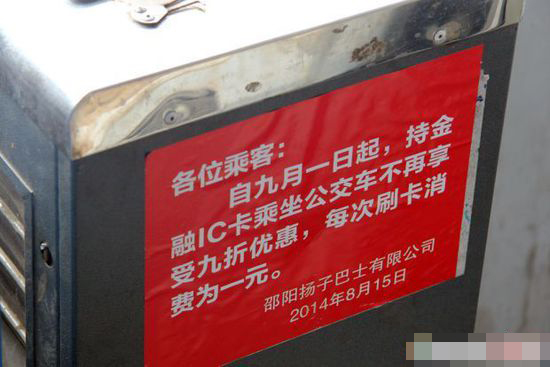 各位乘客：
自九月一日起，持金
融IC卡乘坐公交车不再享
受九折优惠，每次刷卡消
费为一元。
邵阳扬子巴士有限公司
2014年8月15日